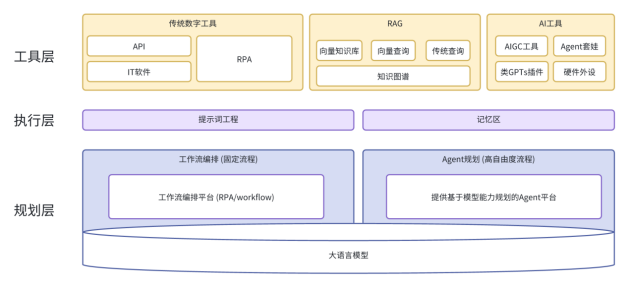 工具层
传统数字工具
API
IT软件
RPA
RAG
向量知识库
向量查询
传统查询
知识图谱
AI工具
AIGC工具
Agent套娃
类GPTs插件
硬件外设
执行层
提示词工程
记忆区
规划层
工作流编排 (固定流程)
工作流编排平台 (RPA/workflow)
Agent规划 (高自由度流程)
提供基于模型能力规划的Agent平台
大语言模型